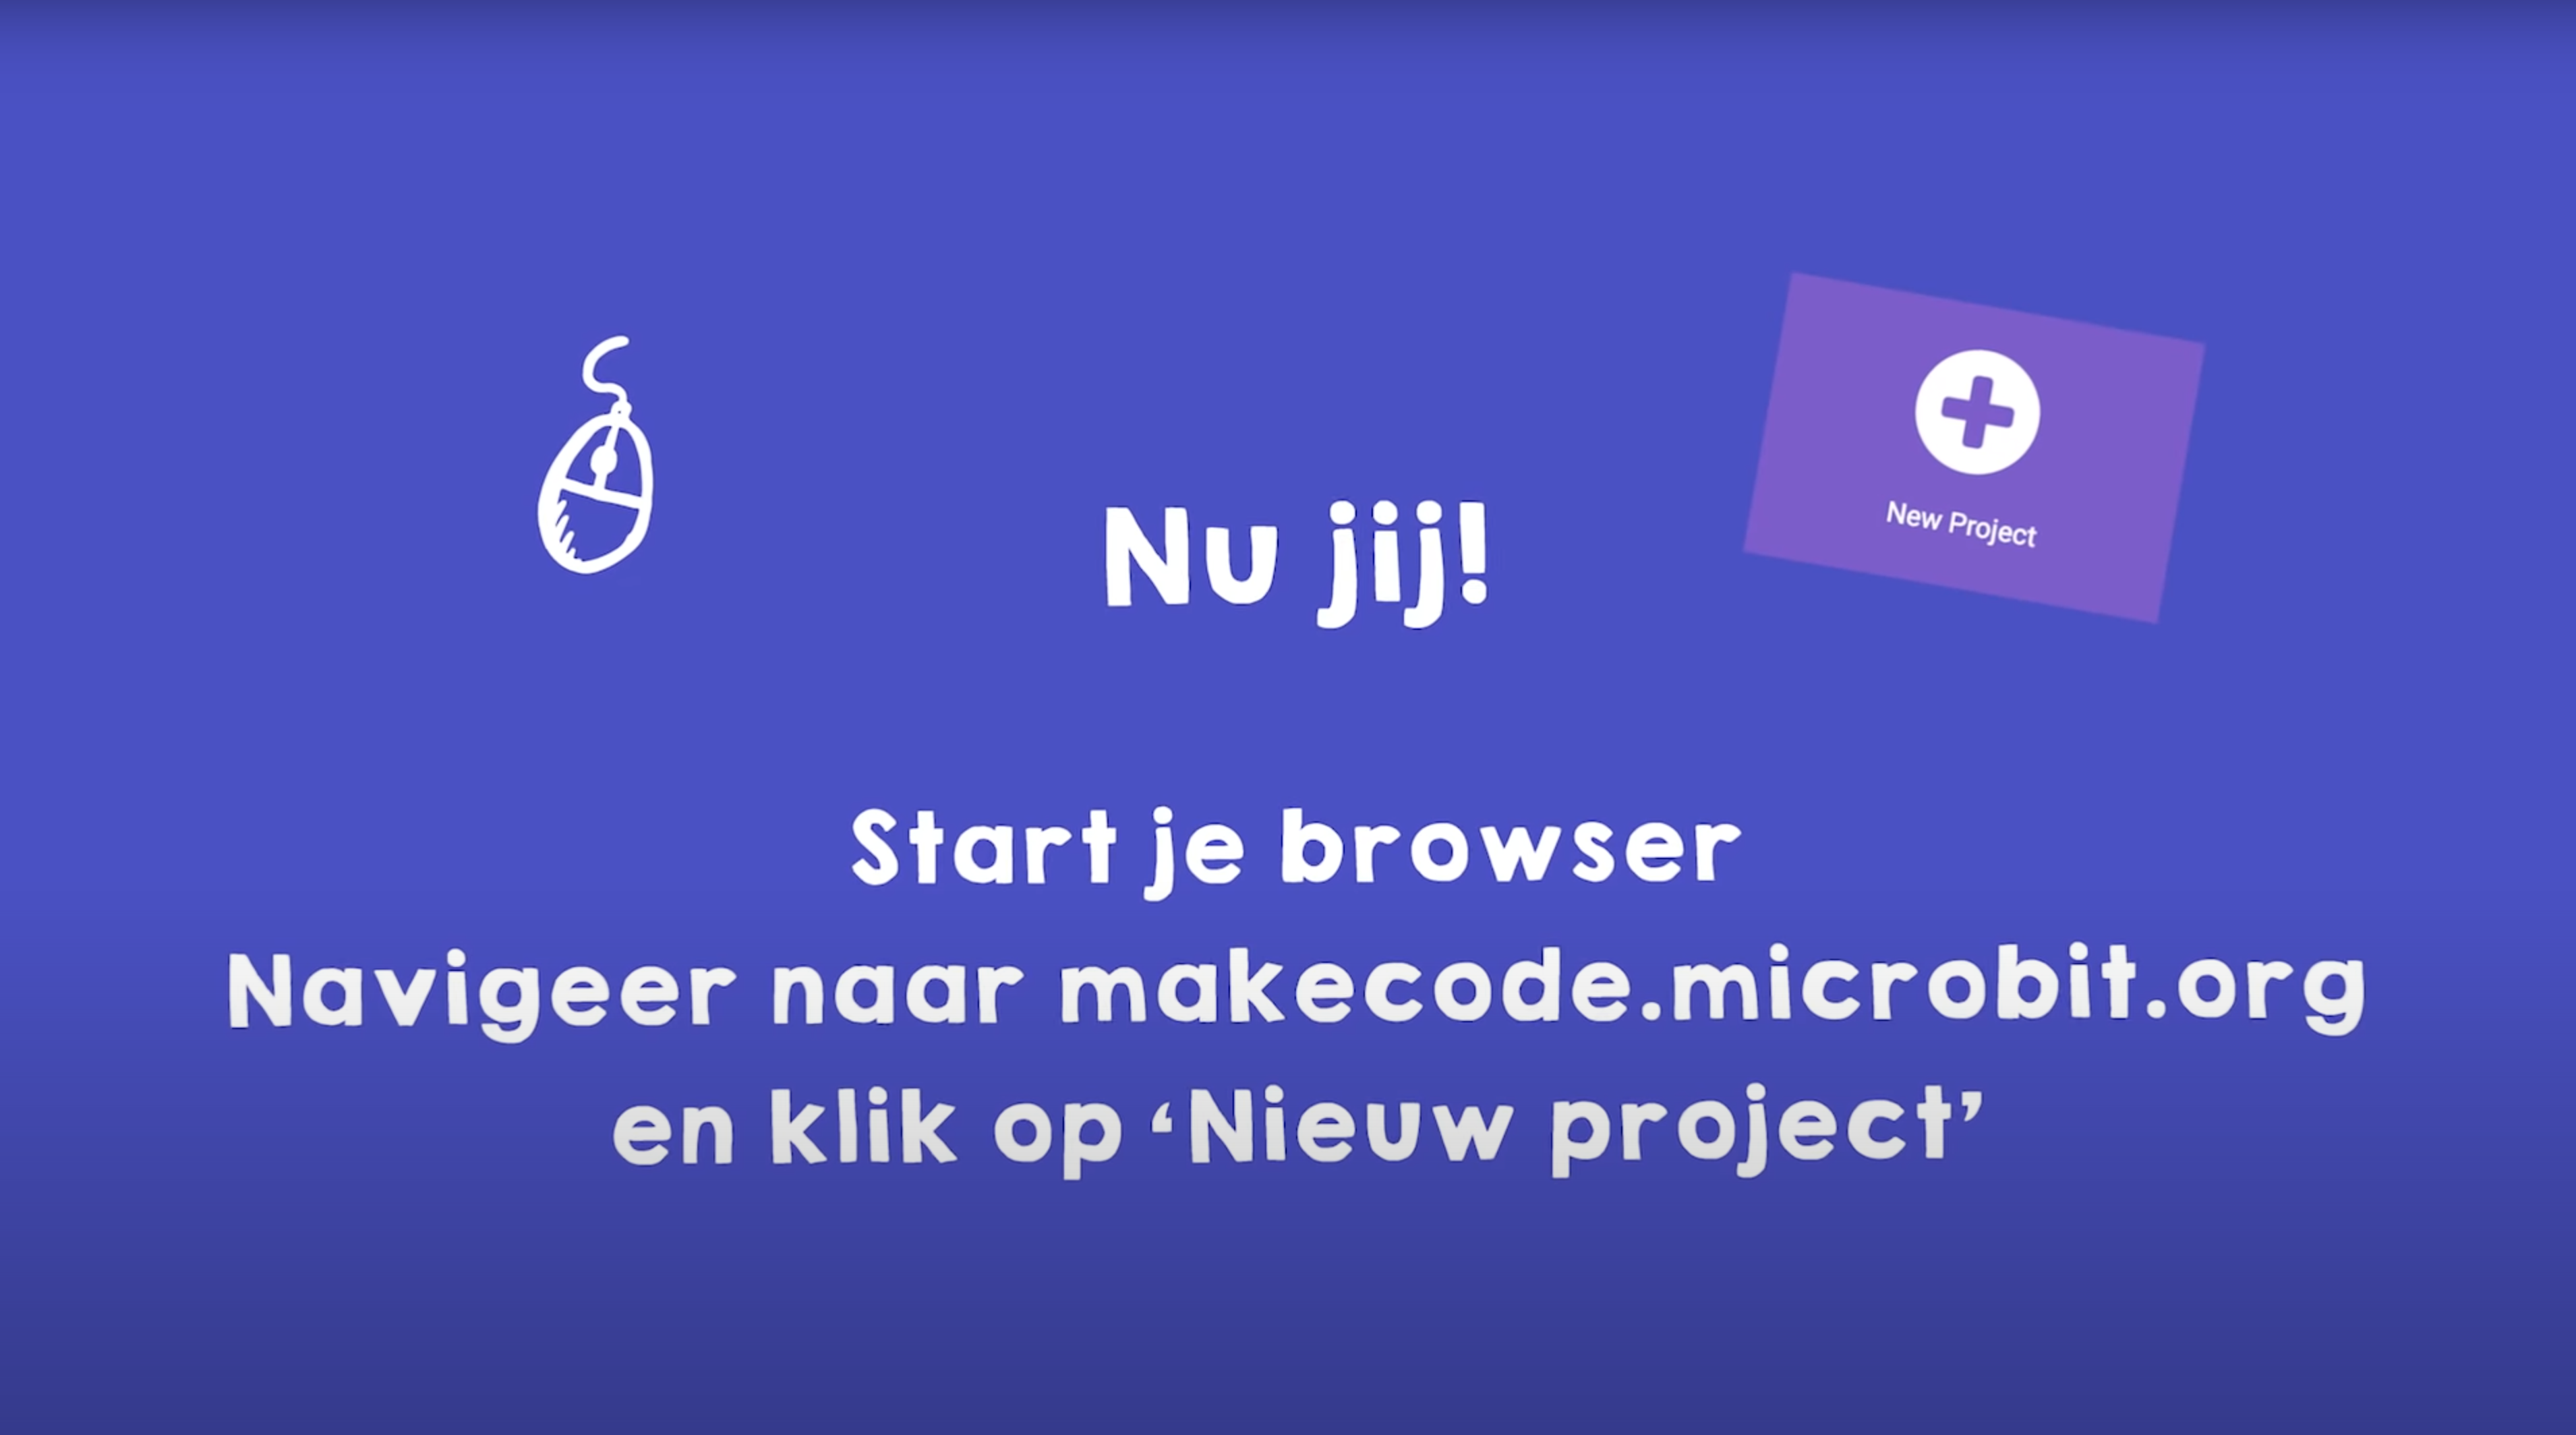 New Project
Nu jij!
Start je browser
Navigeer naar makecode.microbit.org
en klik op ‘Nieuw project’